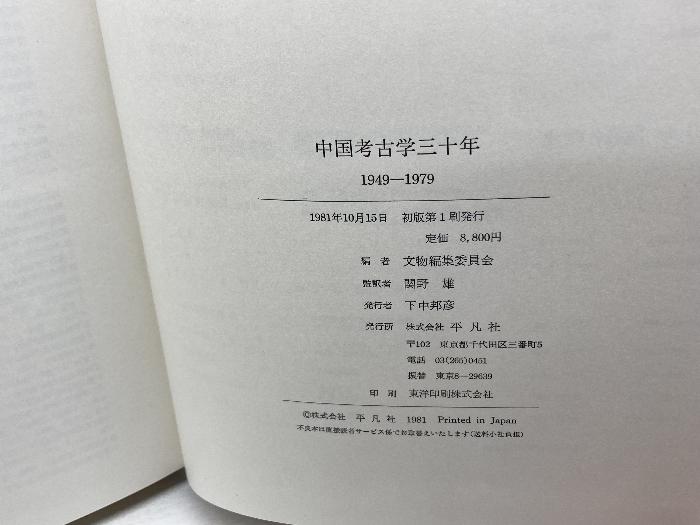 中国考古学三十年
1949—1979
1981年10月15日 初版第1刷発行
定価 8,800円
編者 文物編集委員会
監訳者 関野 雄
発行者 下中邦彦
発行所 株式会社 平凡社
〒102 東京都千代田区三番町5
電話 03(265)0451
振替 東京8—29639
印刷 東洋印刷株式会社
©株式会社 平凡社 1981 Printed in Japan
不良本は直接読者サービス係でお取替えいたします(送料小社負担)